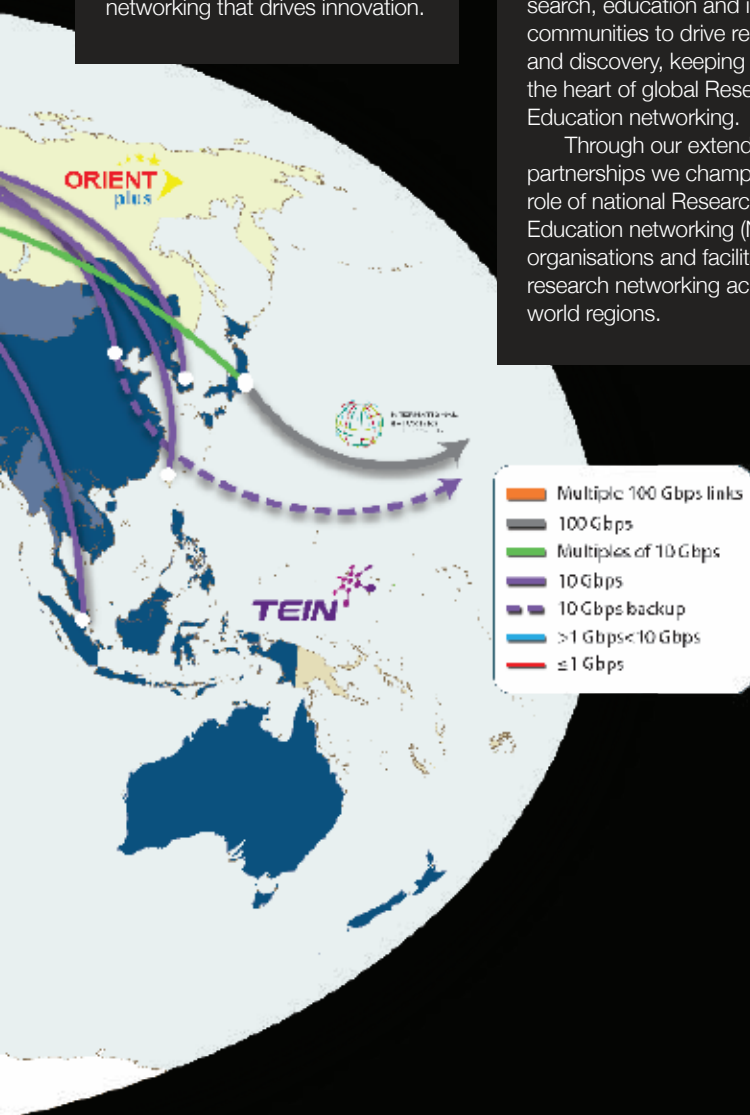 networking that drives innovation.
search, education and i
communities to drive re
and discovery, keeping
the heart of global Rese
Education networking.
Through our extend
partnerships we champ
role of national Researc
Education networking (N
organisations and facilit
research networking ac
world regions.
ORIENT
plus
INTERNATIONAL
TEIN
Multiple 100 Gbps links
100 Gbps
Multiples of 10 Gbps
10 Gbps
10 Gbps backup
>1 Gbps<10 Gbps
≤1 Gbps